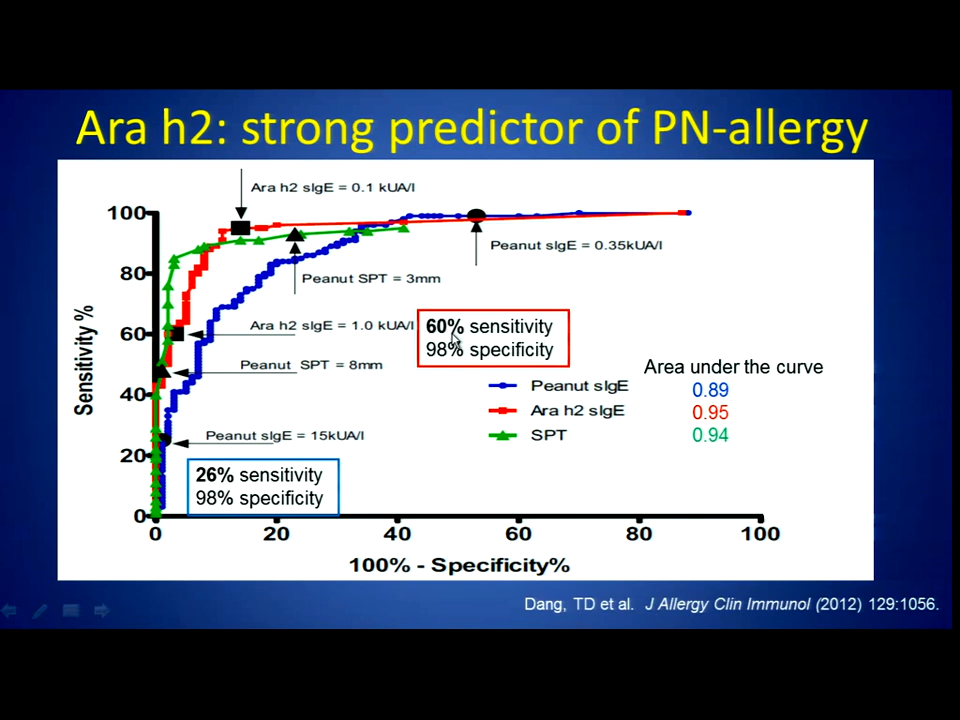 Ara h2: strong predictor of PN-allergy
Ara h2 sIgE = 0.1 kUA/l
100
Peanut sIgE = 0.35kUA/l
Peanut SPT = 3mm
80
Sensitivity %
Ara h2 sIgE = 1.0 kUA/l
60% sensitivity
98% specificity
60
Peanut SPT = 8mm
Area under the curve
Peanut sIgE 0.89
Ara h2 sIgE 0.95
SPT 0.94
40
Peanut sIgE = 15kUA/l
20
26% sensitivity
98% specificity
0
0 20 40 60 80 100
100% - Specificity%
Dang, TD et al. J Allergy Clin Immunol (2012) 129:1056.